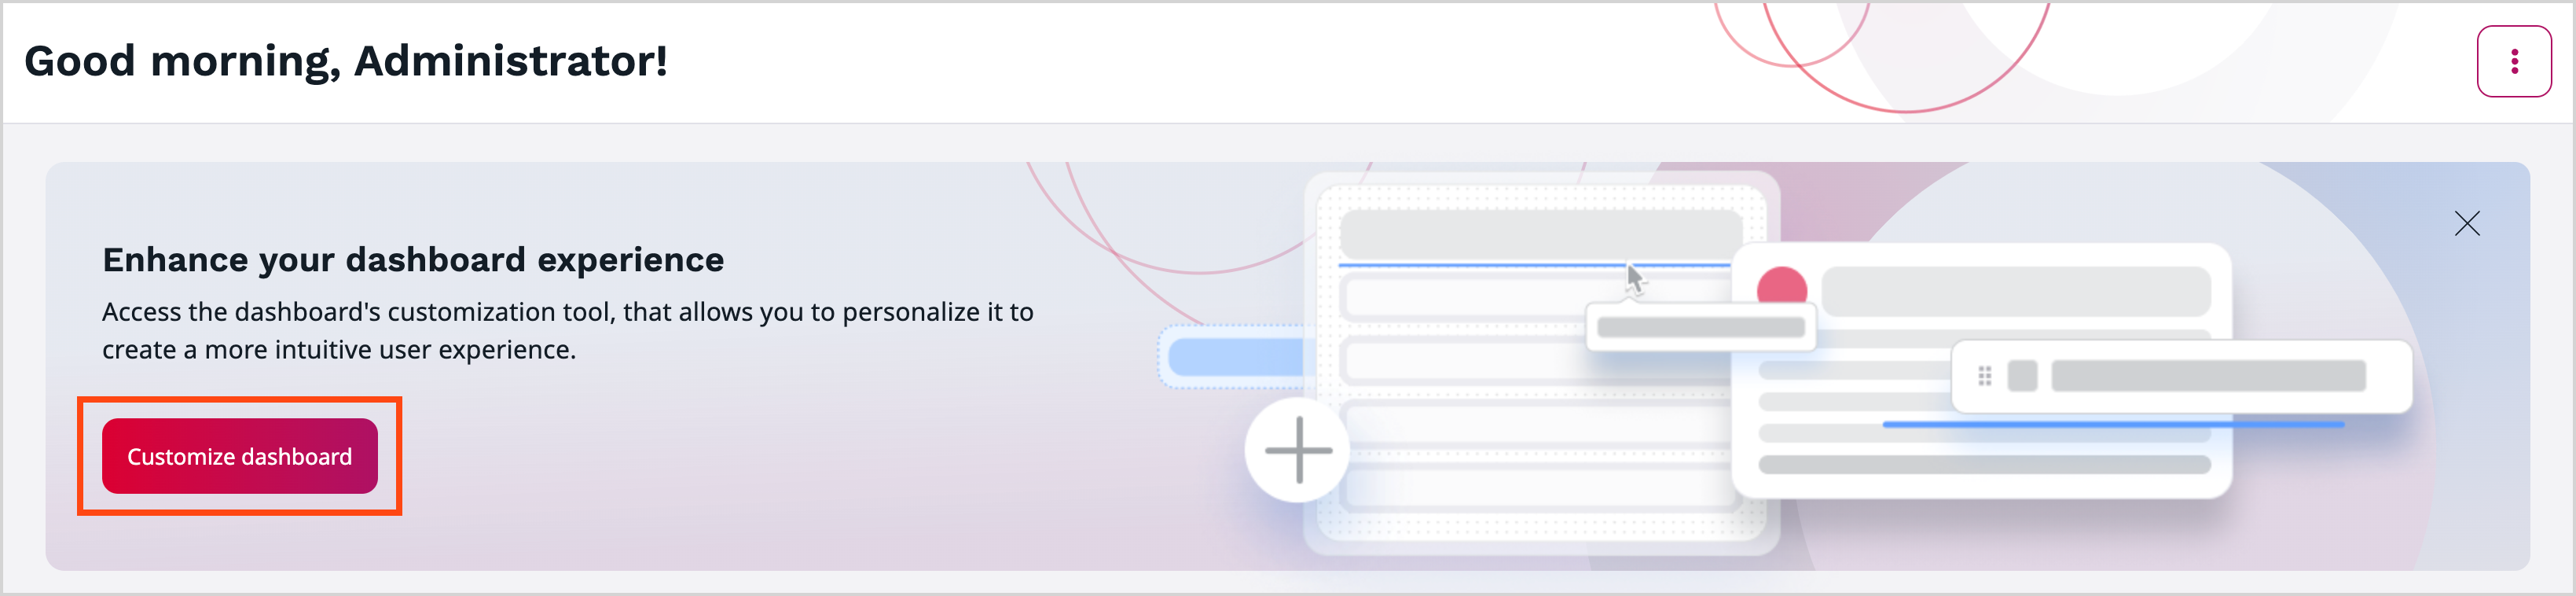 Good morning, Administrator!
Enhance your dashboard experience
Access the dashboard's customization tool, that allows you to personalize it to
create a more intuitive user experience.
Customize dashboard